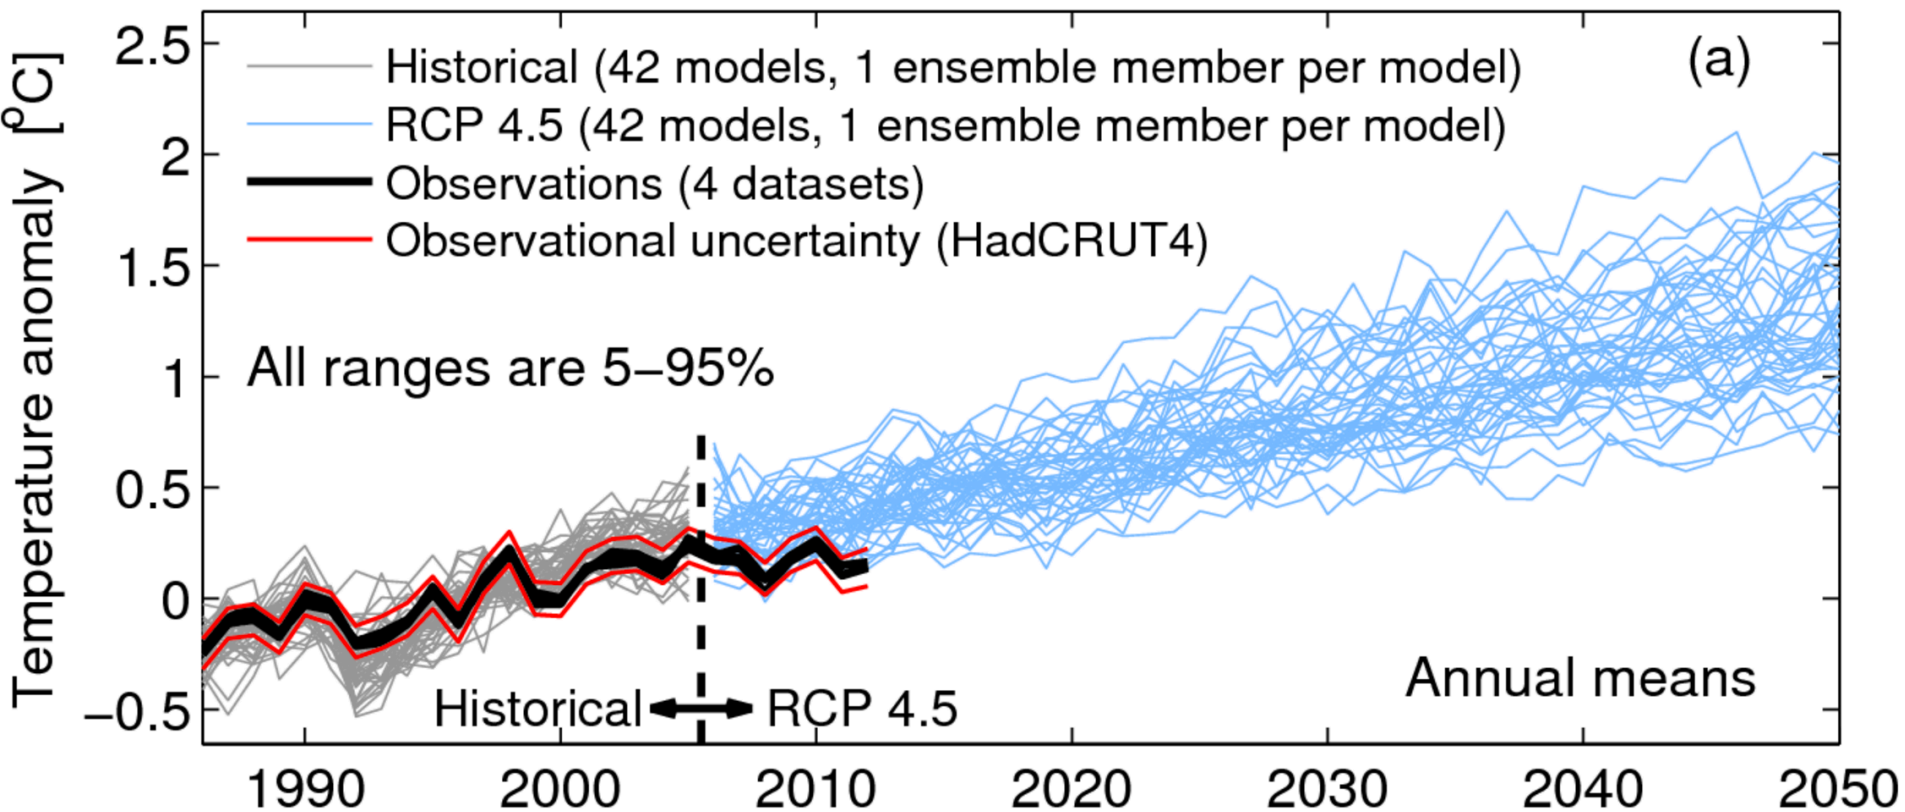 Temperature anomaly [ºC]
2.5
2
1.5
1
0.5
0
−0.5
Historical (42 models, 1 ensemble member per model)
RCP 4.5 (42 models, 1 ensemble member per model)
Observations (4 datasets)
Observational uncertainty (HadCRUT4)
(a)
All ranges are 5−95%
Historical
RCP 4.5
Annual means
1990 2000 2010 2020 2030 2040 2050